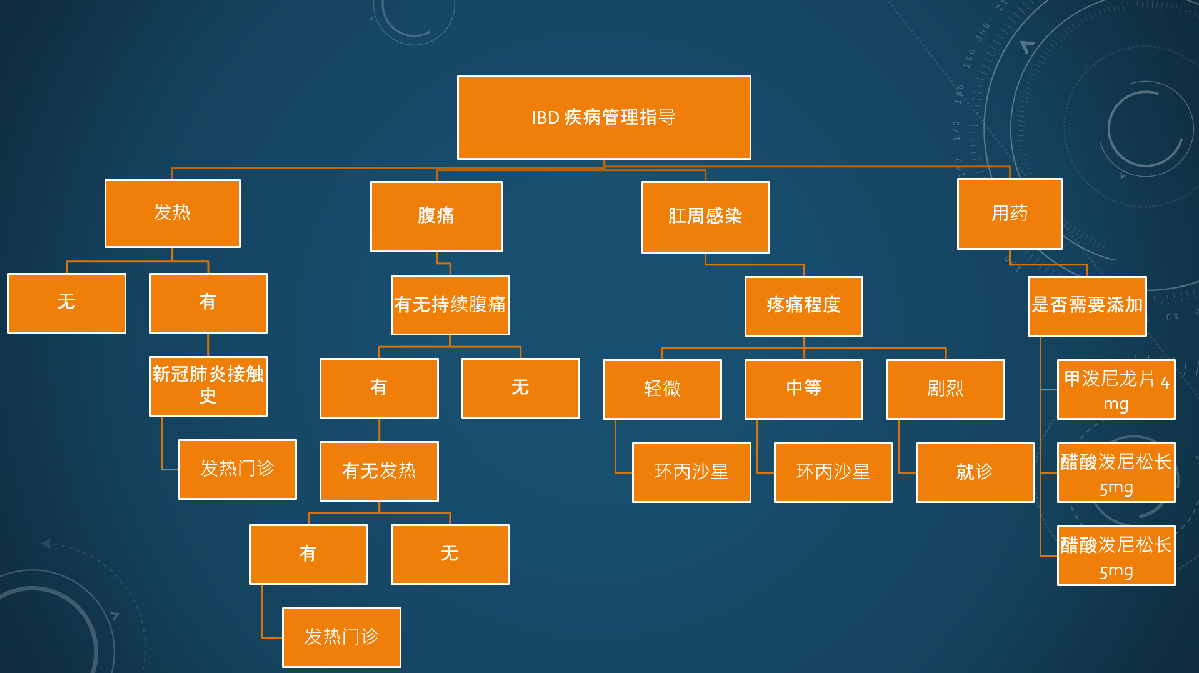 IBD 疾病管理指导
发热
腹痛
肛周感染
用药
无
有
有无持续腹痛
疼痛程度
是否需要添加
新冠肺炎接触
史
有
无
轻微
中等
剧烈
甲泼尼龙片 4
mg
发热门诊
有无发热
环丙沙星
环丙沙星
就诊
醋酸泼尼松长
5mg
有
无
醋酸泼尼松长
5mg
发热门诊